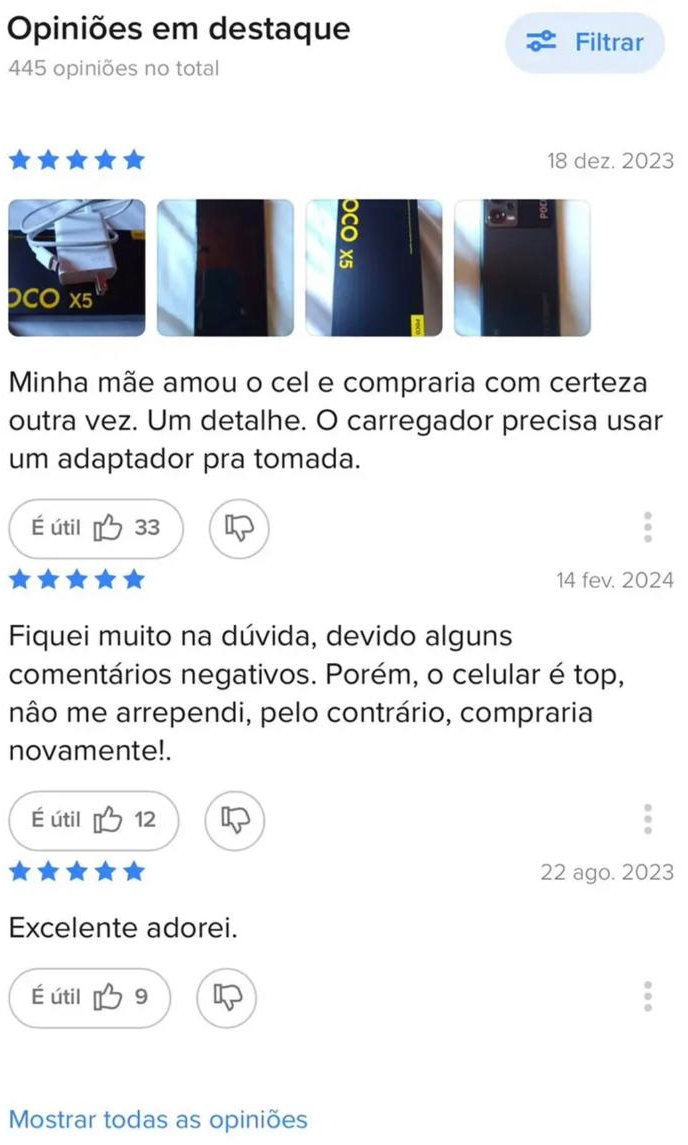 Opiniões em destaque
Filtrar
445 opiniões no total
18 dez. 2023
OCO X5
OCO X5
POCO
POC
Minha mãe amou o cel e compraria com certeza
outra vez. Um detalhe. O carregador precisa usar
um adaptador pra tomada.
É útil 33
14 fev. 2024
Fiquei muito na dúvida, devido alguns
comentários negativos. Porém, o celular é top,
nâo me arrependi, pelo contrário, compraria
novamente!.
É útil 12
22 ago. 2023
Excelente adorei.
É útil 9
Mostrar todas as opiniões